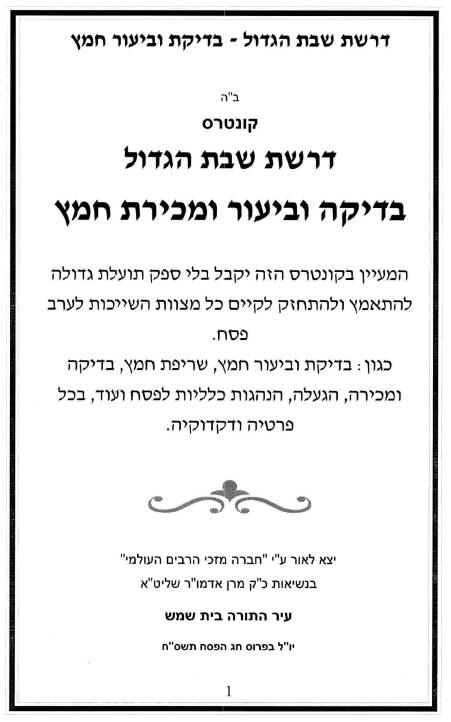 דרשת שבת הגדול - בדיקת וביעור חמץ
ב"ה
קונטרס
דרשת שבת הגדול
בדיקה וביעור ומכירת חמץ
המעיין בקונטרס הזה יקבל בלי ספק תועלת גדולה
להתאמץ ולהתחזק לקיים כל מצוות השייכות לערב
פסח.
כגון: בדיקת וביעור חמץ, שריפת חמץ, בדיקה
ומכירה, הגעלה, הנהגות כלליות לפסח ועוד, בכל
פרטיה ודקדוקיה.
יצא לאור ע"י "חברה מזכי הרבים העולמי"
בנשיאות כ"ק מרן אדמו"ר שליט"א
עיר התורה בית שמש
יו"ל בפרוס חג הפסח תשס"ח
1